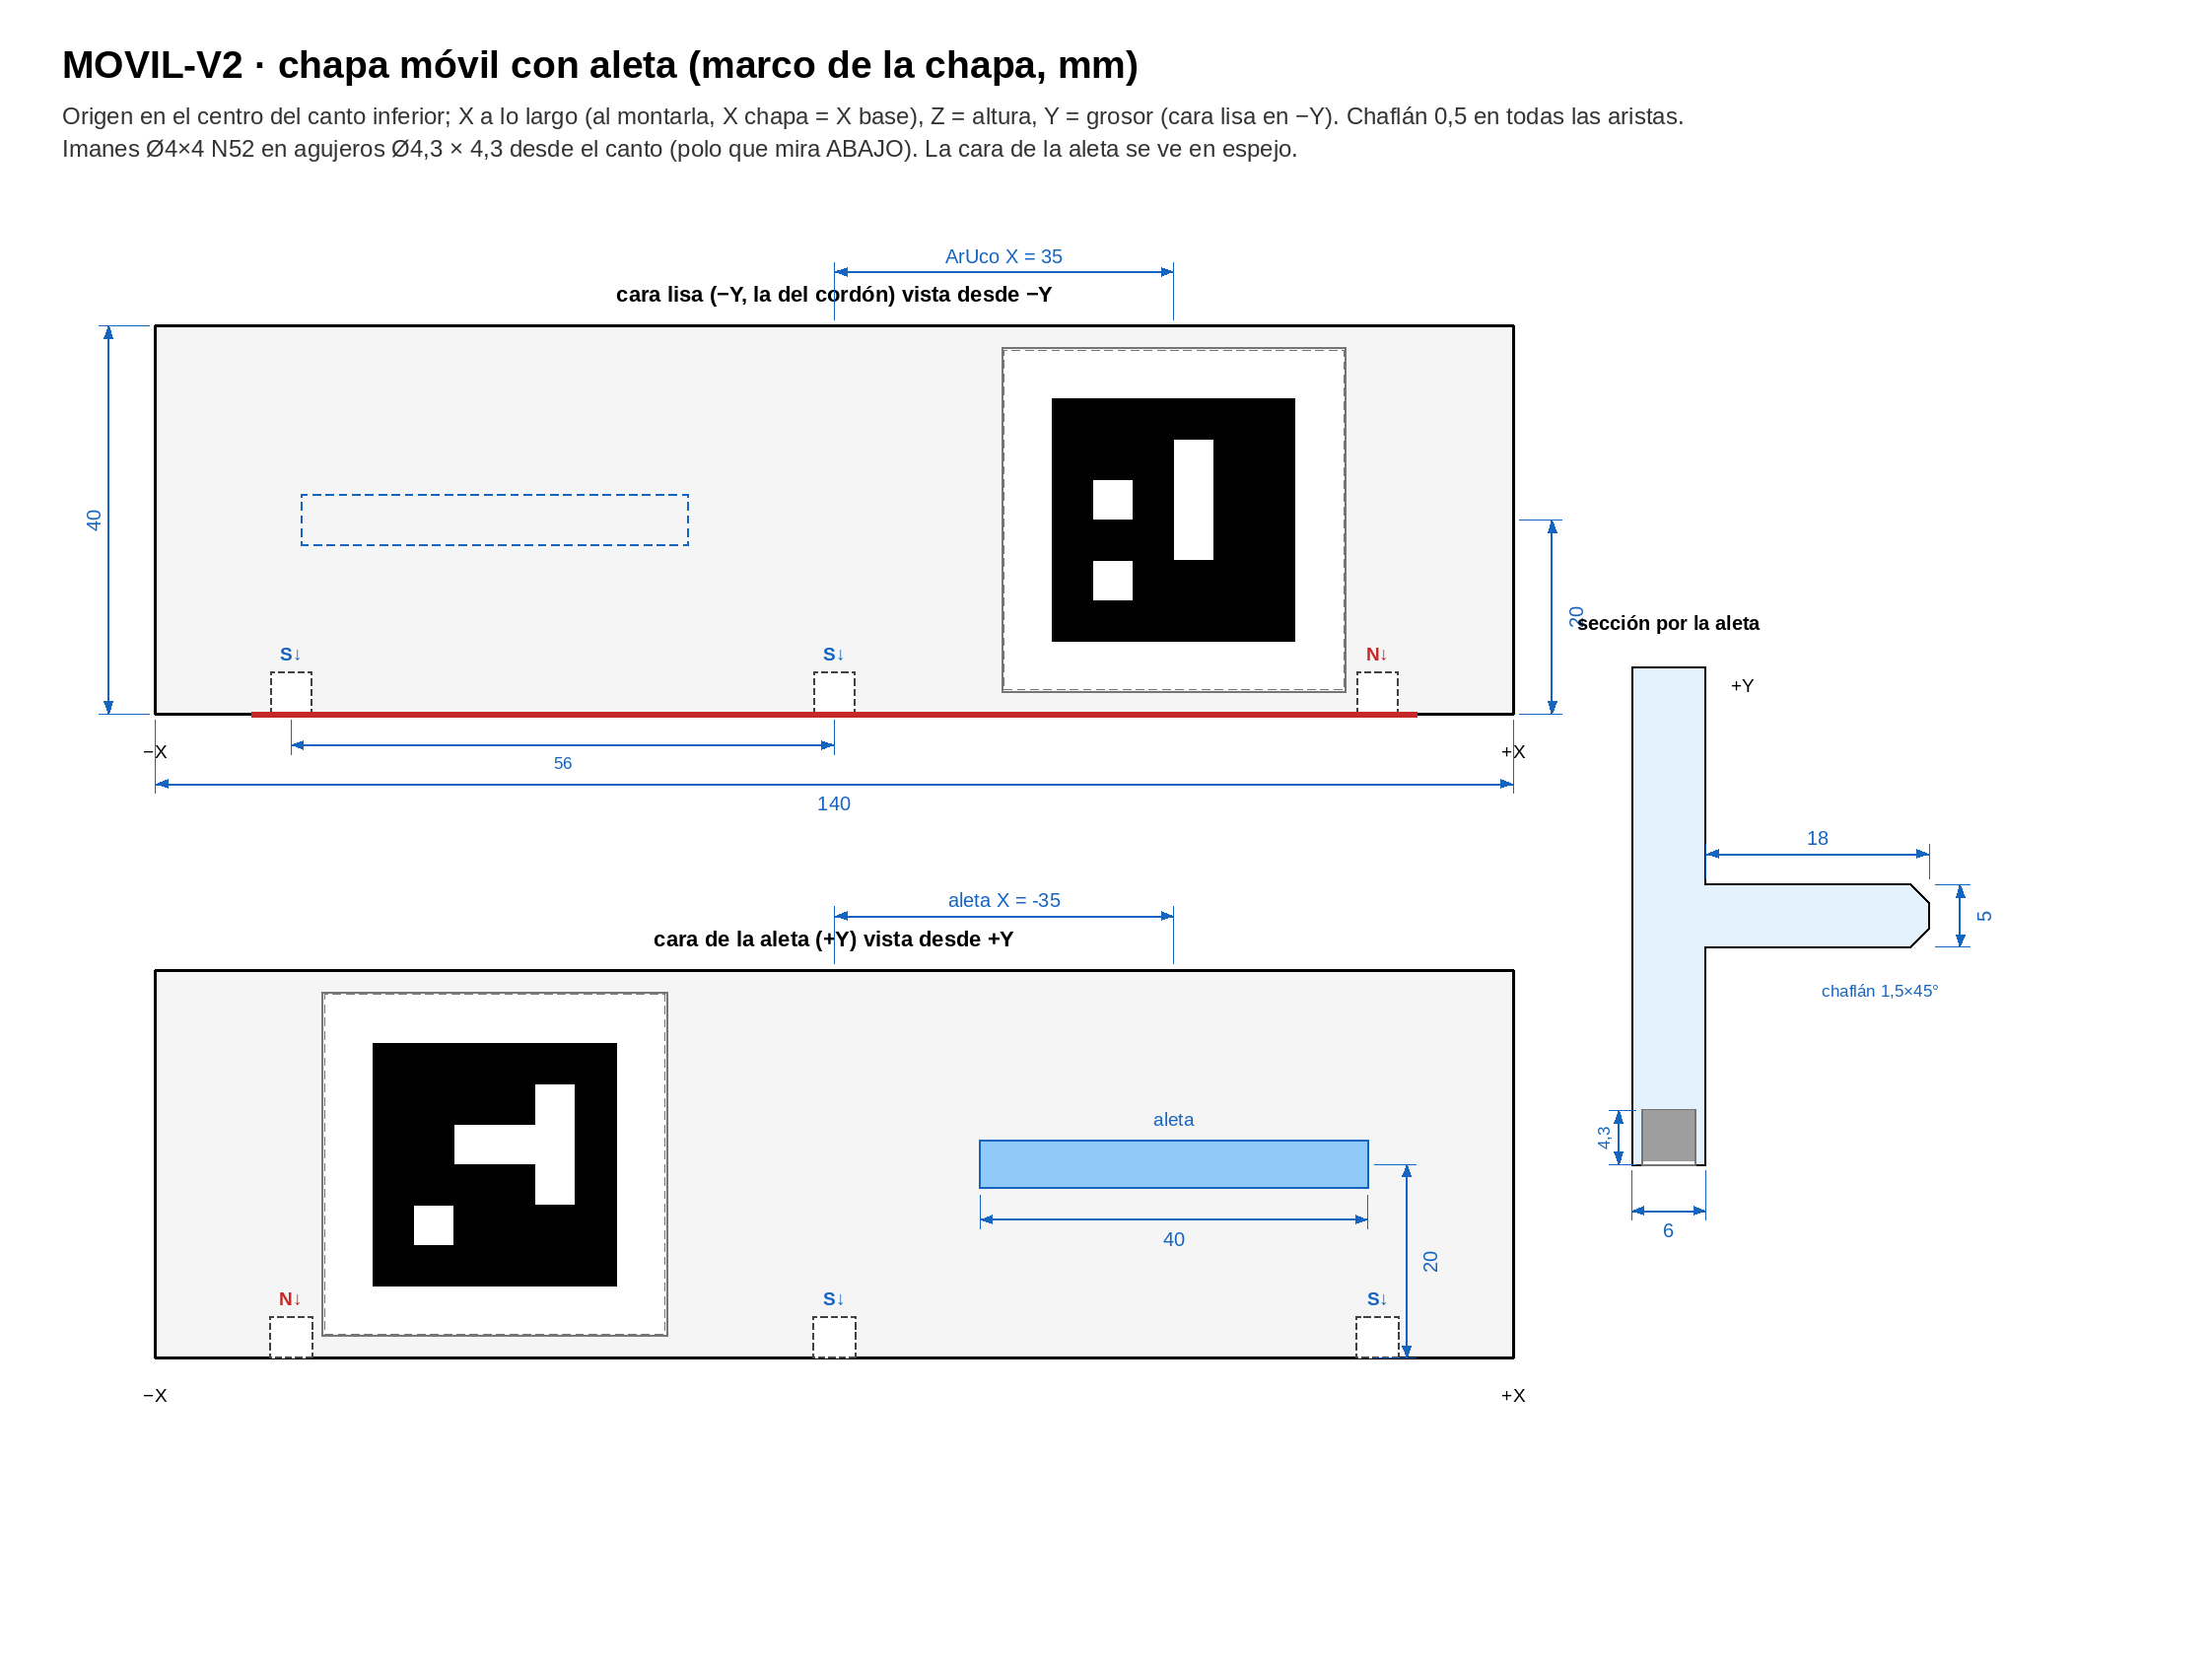 MOVIL-V2 · chapa móvil con aleta (marco de la chapa, mm)
Origen en el centro del canto inferior; X a lo largo (al montarla, X chapa = X base), Z = altura, Y = grosor (cara lisa en −Y). Chaflán 0,5 en todas las aristas.
Imanes Ø4×4 N52 en agujeros Ø4,3 × 4,3 desde el canto (polo que mira ABAJO). La cara de la aleta se ve en espejo.
ArUco X = 35
cara lisa (−Y, la del cordón) vista desde −Y
40
20
S↓
S↓
N↓
−X
+X
56
140
sección por la aleta
+Y
18
5
chaflán 1,5×45°
4,3
6
aleta X = -35
cara de la aleta (+Y) vista desde +Y
aleta
40
20
N↓
S↓
S↓
−X
+X